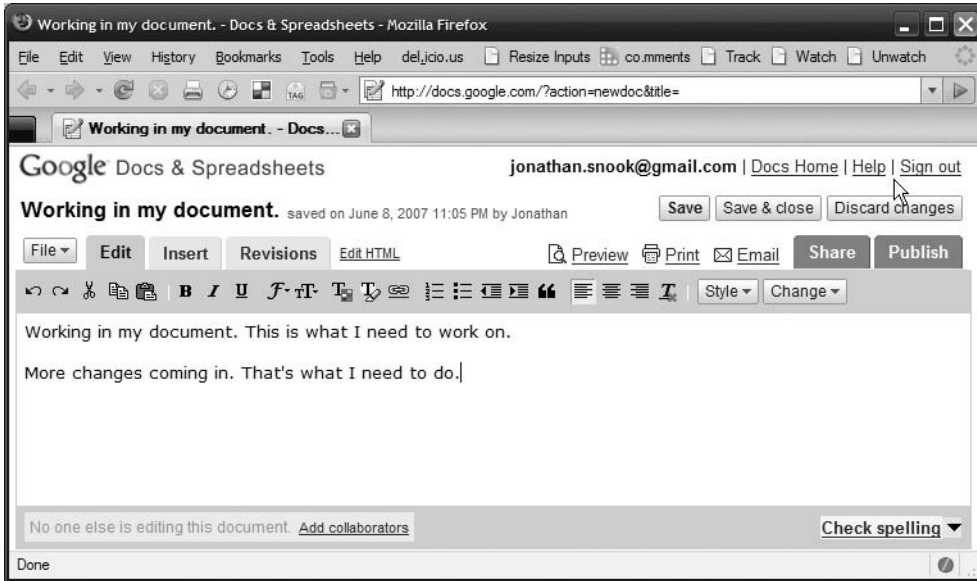 Working in my document. - Docs & Spreadsheets - Mozilla Firefox
File Edit View History Bookmarks Tools Help del.icio.us Resize Inputs co.mments Track Watch Unwatch
TAG http://docs.google.com/?action=newdoc&title=
Working in my document. - Docs...
Google Docs & Spreadsheets jonathan.snook@gmail.com | Docs Home | Help | Sign out
Working in my document. saved on June 8, 2007 11:05 PM by Jonathan Save Save & close Discard changes
File Edit Insert Revisions Edit HTML Preview Print Email Share Publish
B I U Style Change
Working in my document. This is what I need to work on.
More changes coming in. That's what I need to do.
No one else is editing this document. Add collaborators Check spelling
Done